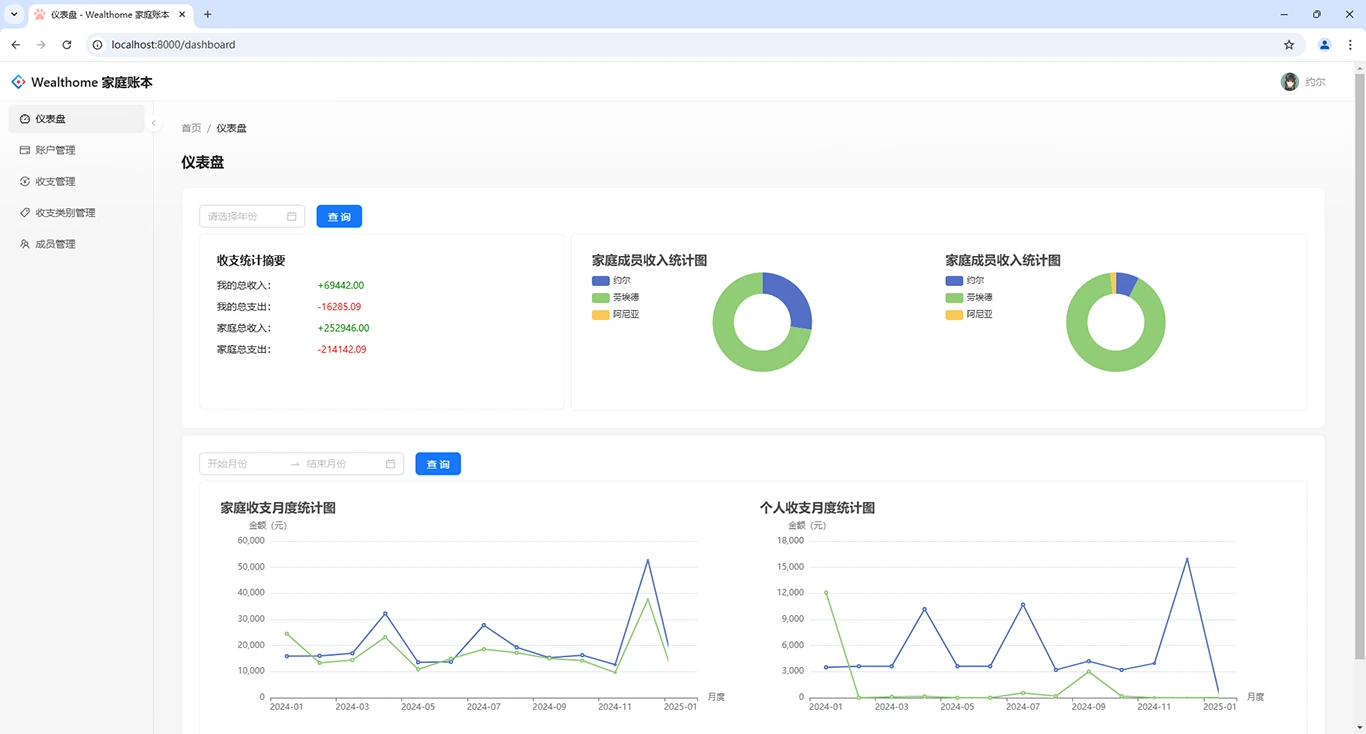 仪表盘 - Wealthome 家庭账本
localhost:8000/dashboard
Wealthome 家庭账本
约尔
仪表盘
账户管理
收支管理
收支类别管理
成员管理
首页 / 仪表盘
仪表盘
请选择年份
查 询
收支统计摘要
我的总收入: +69442.00
我的总支出: -16285.09
家庭总收入: +252946.00
家庭总支出: -214142.09
家庭成员收入统计图
约尔
劳埃德
阿尼亚
家庭成员收入统计图
约尔
劳埃德
阿尼亚
开始月份 → 结束月份
查 询
家庭收支月度统计图
金额（元）
60,000
50,000
40,000
30,000
20,000
10,000
0
2024-01 2024-03 2024-05 2024-07 2024-09 2024-11 2025-01
月度
个人收支月度统计图
金额（元）
18,000
15,000
12,000
9,000
6,000
3,000
0
2024-01 2024-03 2024-05 2024-07 2024-09 2024-11 2025-01
月度